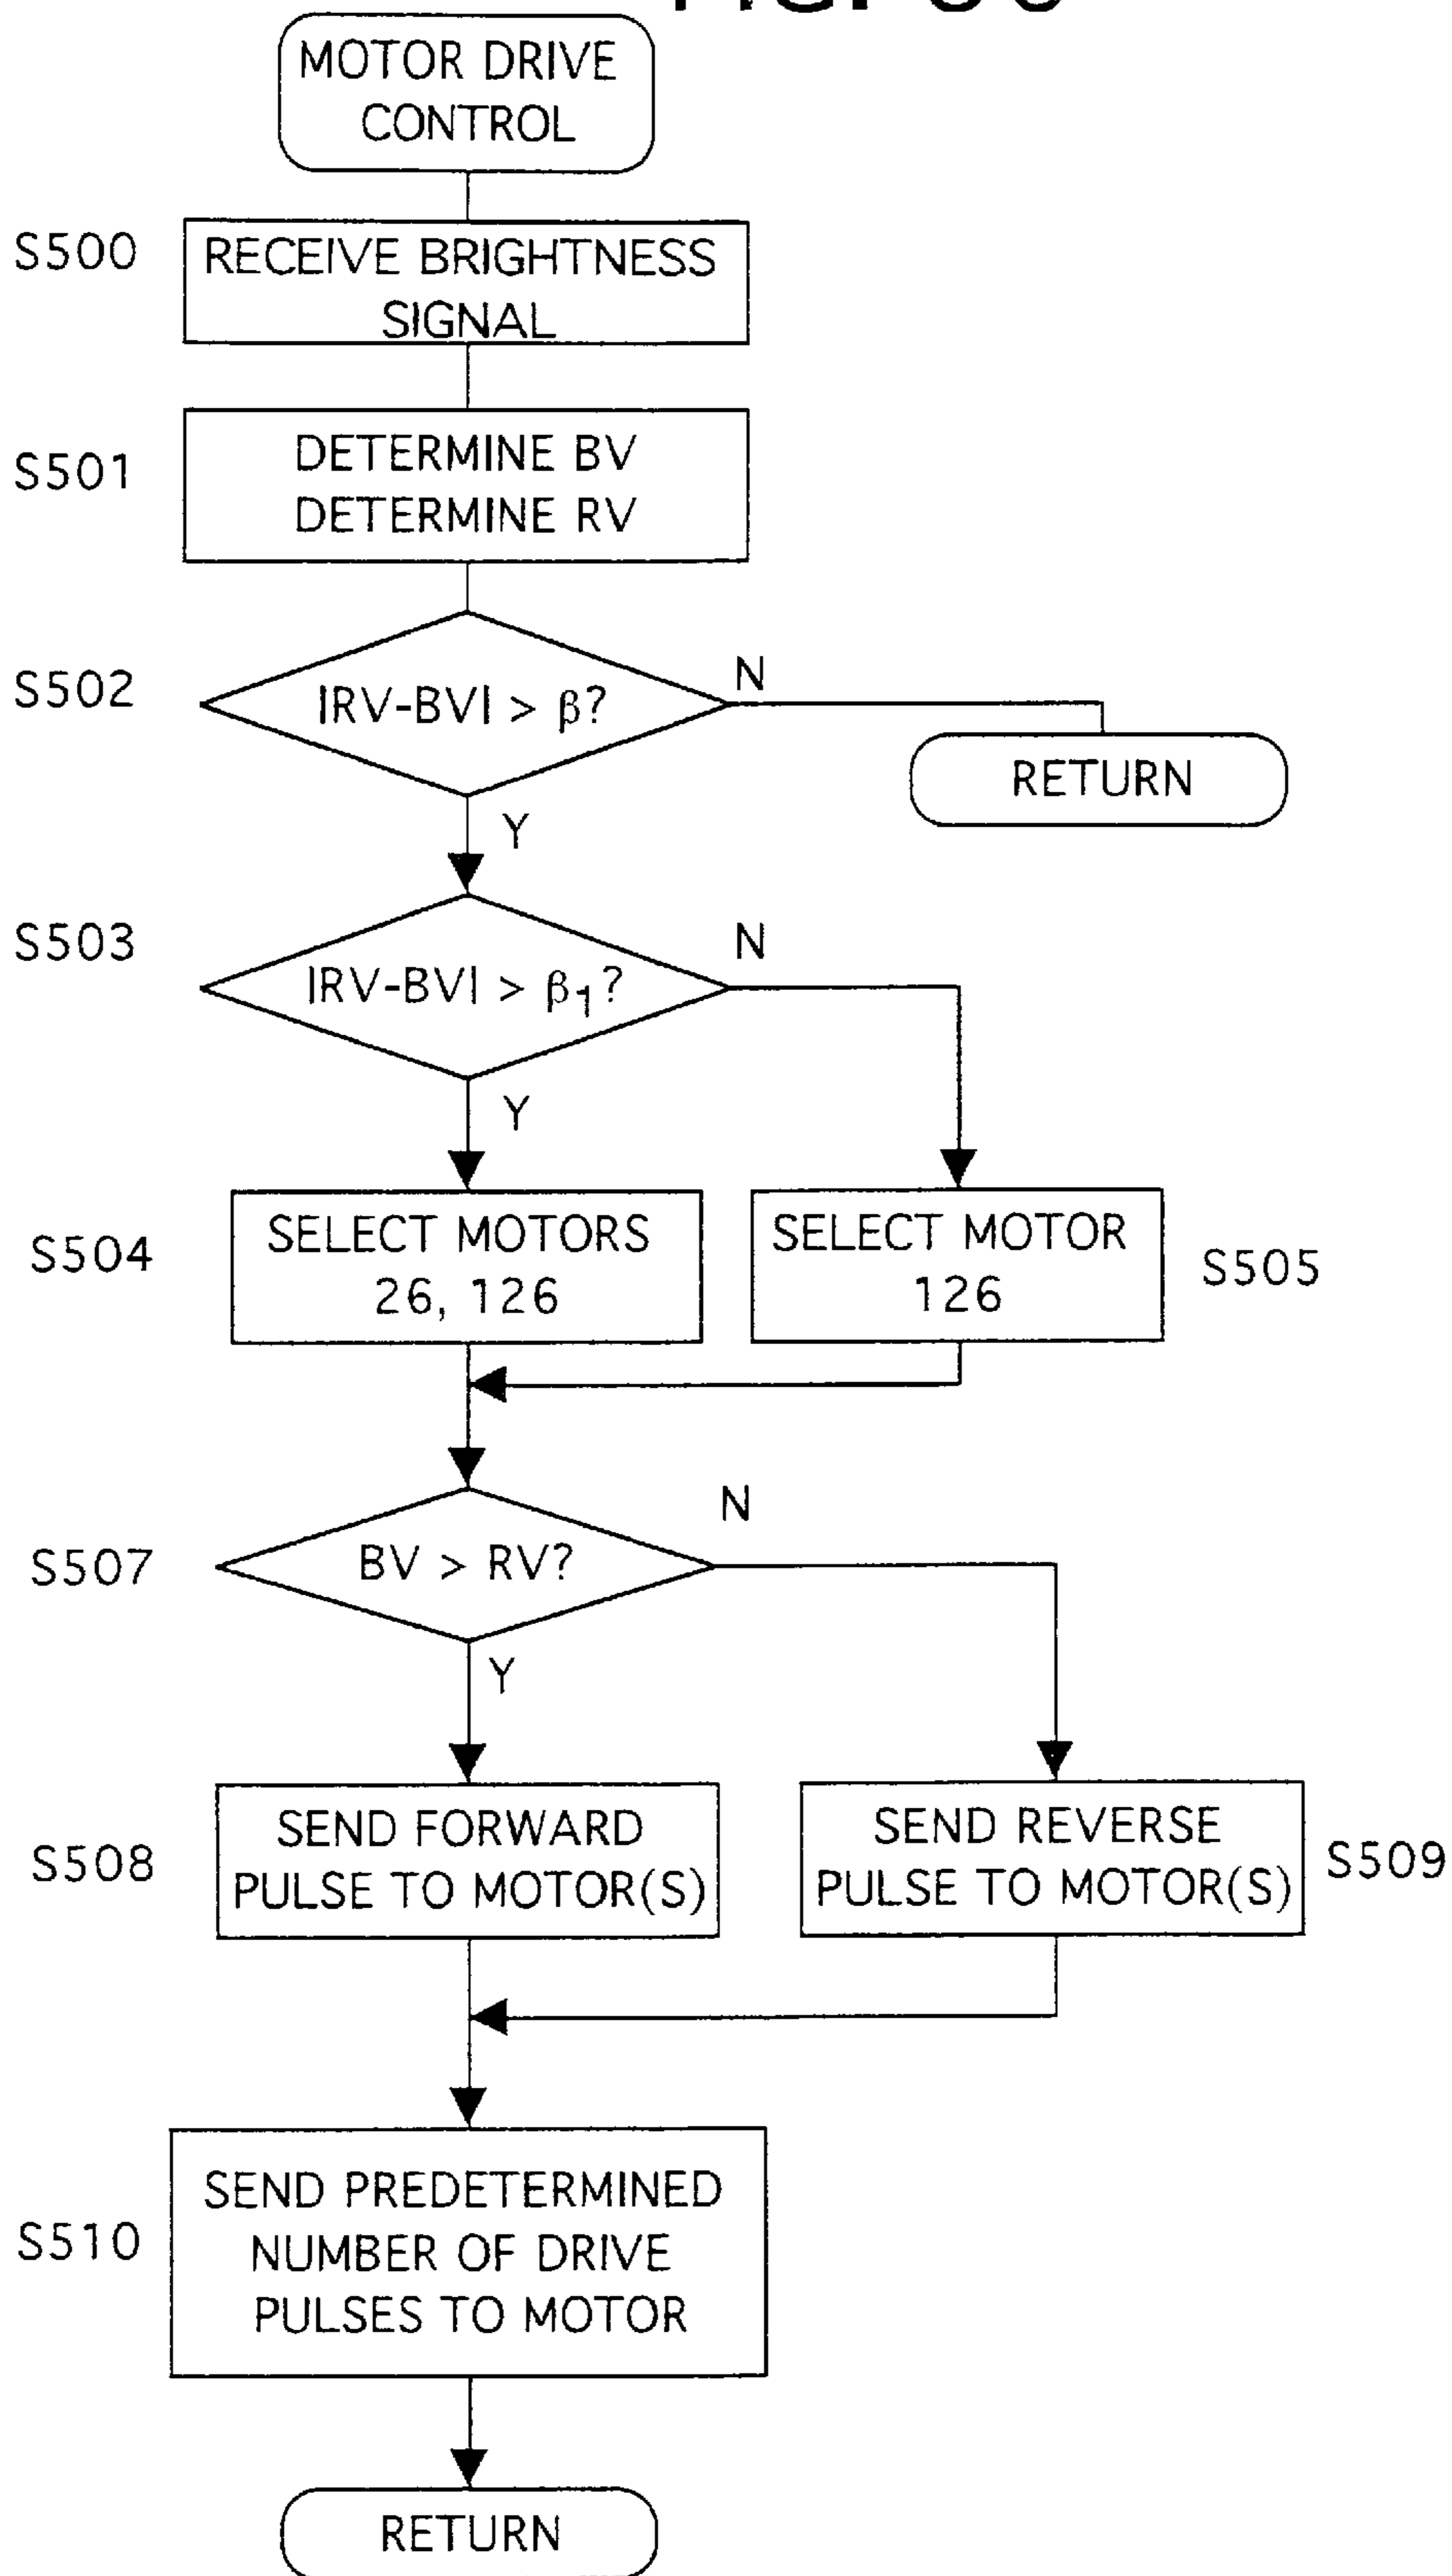 MOTOR DRIVE
CONTROL
S500
RECEIVE BRIGHTNESS
SIGNAL
S501
DETERMINE BV
DETERMINE RV
S502
|RV-BV| > β?
N
RETURN
Y
S503
|RV-BV| > β1?
N
Y
S504
SELECT MOTORS
26, 126
SELECT MOTOR
126
S505
S507
BV > RV?
N
Y
S508
SEND FORWARD
PULSE TO MOTOR(S)
SEND REVERSE
PULSE TO MOTOR(S)
S509
S510
SEND PREDETERMINED
NUMBER OF DRIVE
PULSES TO MOTOR
RETURN